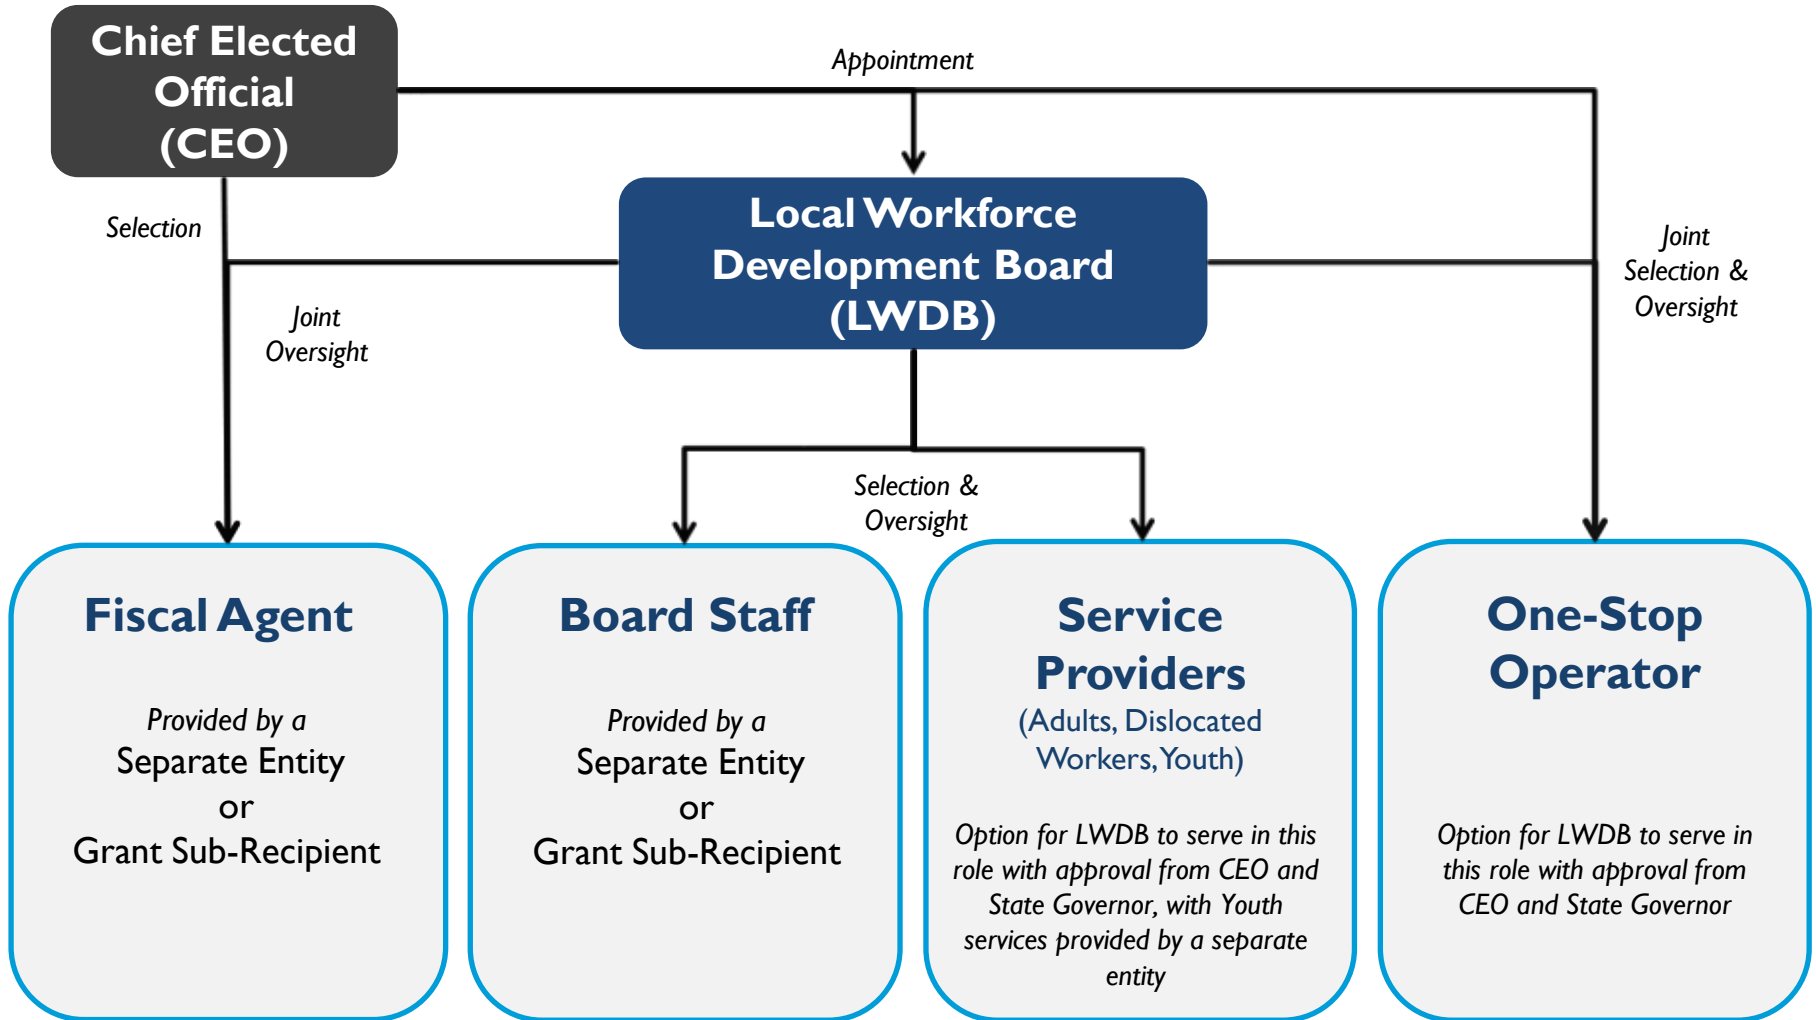 Chief Elected
Official
(CEO)
Appointment
Selection
Local Workforce
Development Board
(LWDB)
Joint
Selection &
Oversight
Joint
Oversight
Selection &
Oversight
Fiscal Agent
Provided by a
Separate Entity
or
Grant Sub-Recipient
Board Staff
Provided by a
Separate Entity
or
Grant Sub-Recipient
Service
Providers
(Adults, Dislocated
Workers, Youth)
Option for LWDB to serve in this
role with approval from CEO and
State Governor, with Youth
services provided by a separate
entity
One-Stop
Operator
Option for LWDB to serve in
this role with approval from
CEO and State Governor